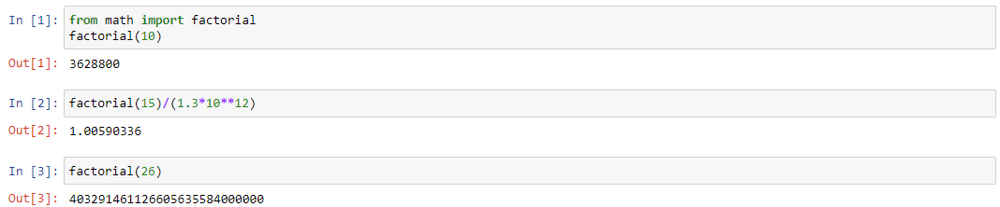 In [1]: from math import factorial
factorial(10)
Out[1]: 3628800
In [2]: factorial(15)/(1.3*10**12)
Out[2]: 1.00590336
In [3]: factorial(26)
Out[3]: 403291461126605635584000000